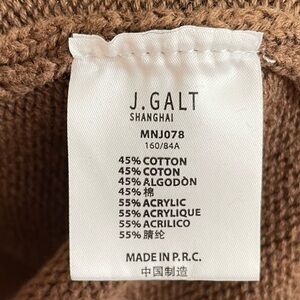 J.GALT
SHANGHAI
MNJ078
160/84A
45% COTTON
45% COTON
45% ALGODÒN
45% 棉
55% ACRYLIC
55% ACRYLIQUE
55% ACRILICO
55% 腈纶
MADE IN P.R.C.
中国制造